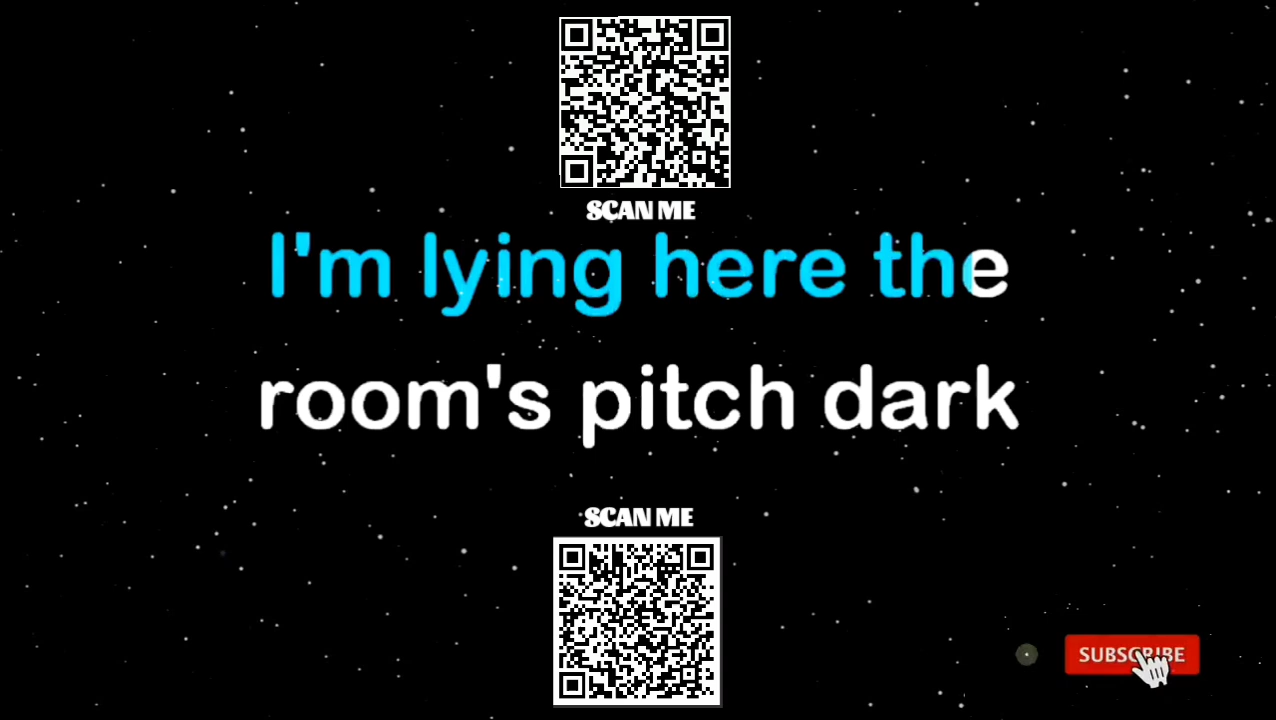 SCAN ME
I'm lying here the
room's pitch dark
SCAN ME
SUBSCRIBE